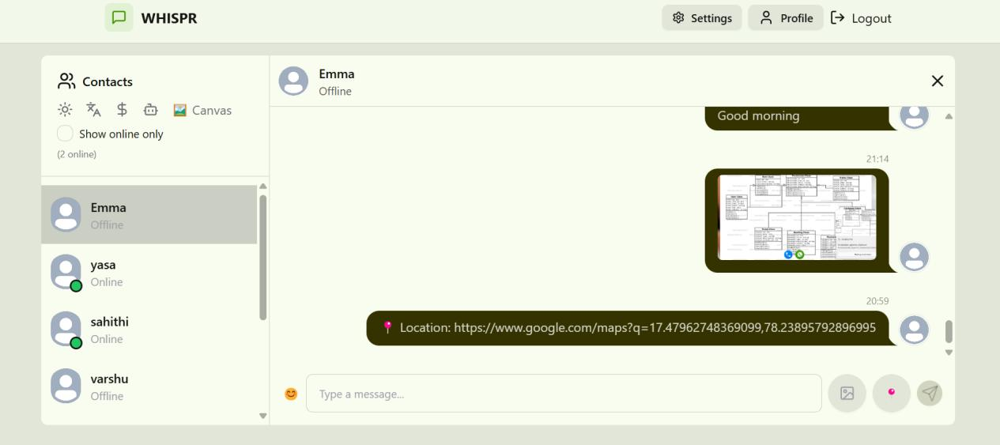 WHISPR
Settings
Profile
Logout
Contacts
Canvas
Show online only
(2 online)
Emma
Offline
yasa
Online
sahithi
Online
varshu
Offline
Emma
Offline
Good morning
21:14
20:59
Location: https://www.google.com/maps?q=17.47962748369099,78.23895792896995
Type a message...